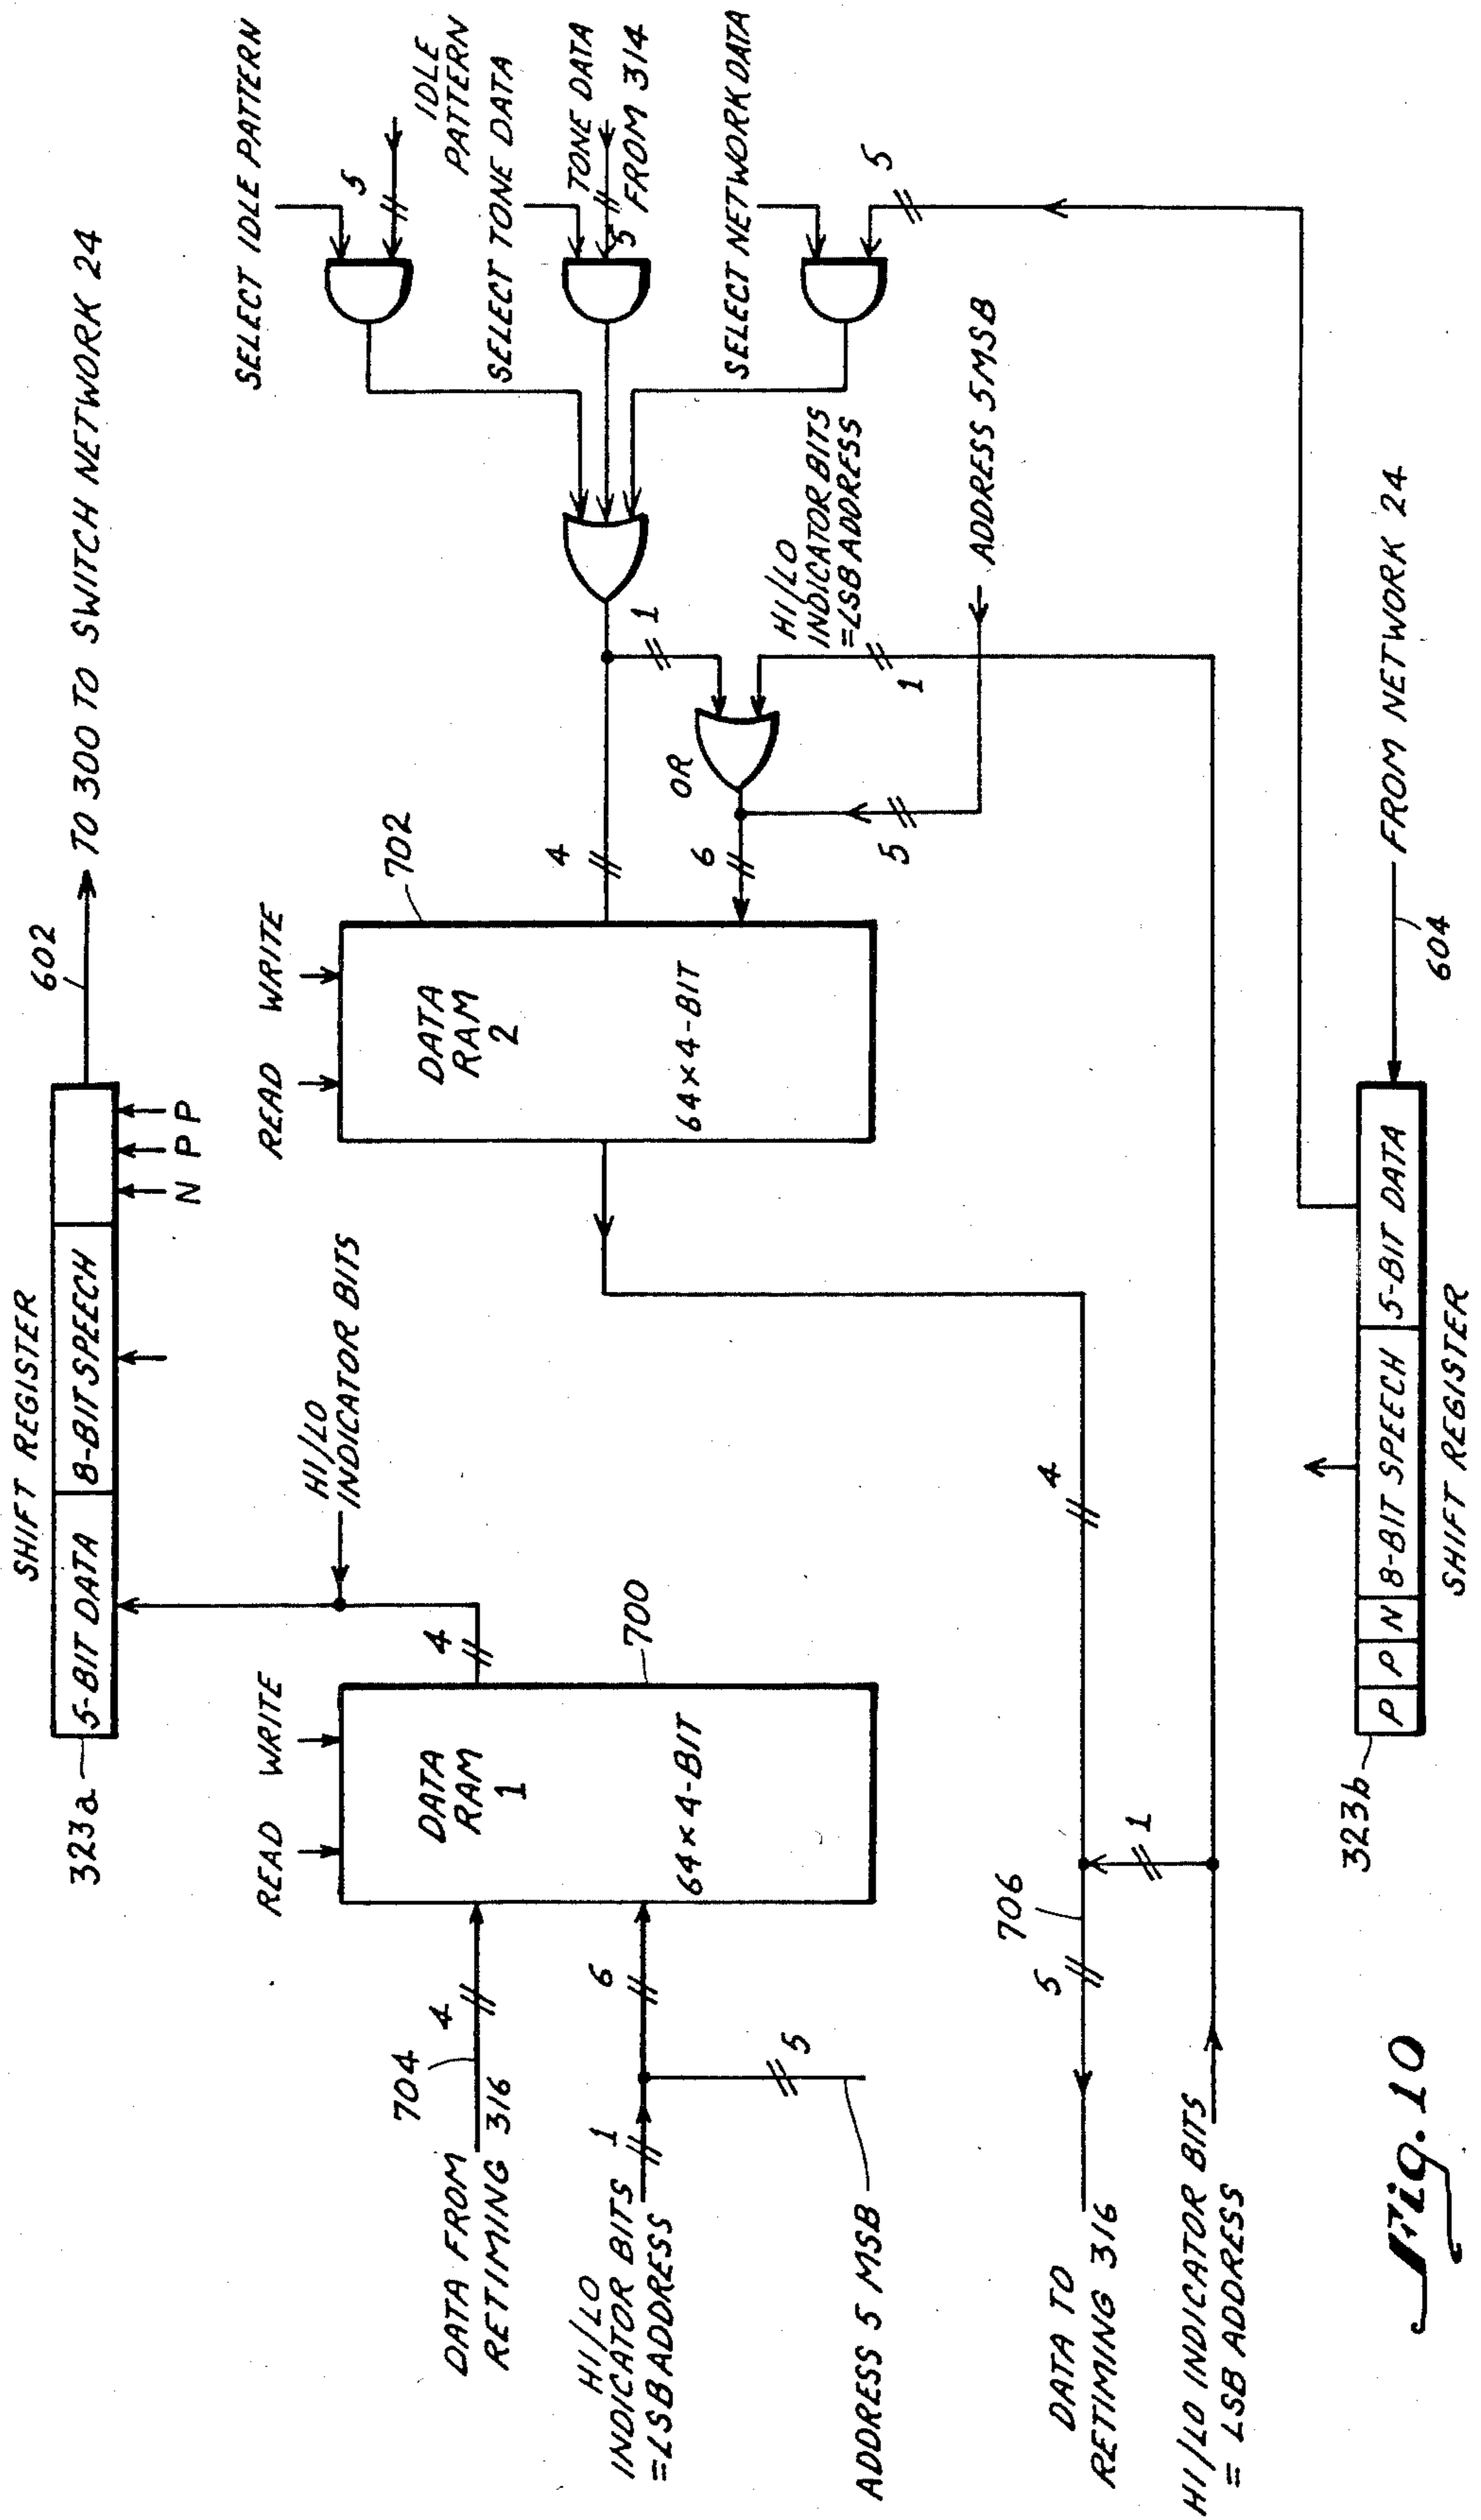 SHIFT REGISTER
323a
5-BIT DATA
8-BIT SPEECH
N P P
602
TO 300 TO SWITCH NETWORK 24
HI/LO
INDICATOR BITS
READ
WRITE
DATA
RAM
1
64 x 4-BIT
700
4
704
4
DATA FROM
RETIMING 316
HI/LO
INDICATOR BITS
=LSB ADDRESS
1
6
5
ADDRESS 5 MSB
READ
WRITE
DATA
RAM
2
64 x 4-BIT
702
4
6
OR
5
1
HI/LO
INDICATOR BITS
=LSB ADDRESS
1
ADDRESS 5MSB
SELECT IDLE PATTERN
5
IDLE
PATTERN
SELECT TONE DATA
TONE DATA
5 FROM 314
SELECT NETWORK DATA
5
4
706
5
1
DATA TO
RETIMING 316
HI/LO INDICATOR BITS
= LSB ADDRESS
323b
P
P
N
8-BIT SPEECH
5-BIT DATA
SHIFT REGISTER
FROM NETWORK 24
604
Fig. 10